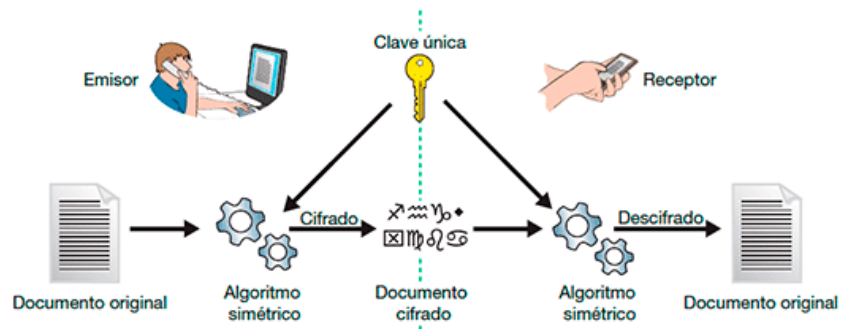 Clave única
Emisor
Receptor
Cifrado
Descifrado
Documento original
Algoritmo
simétrico
Documento
cifrado
Algoritmo
simétrico
Documento original